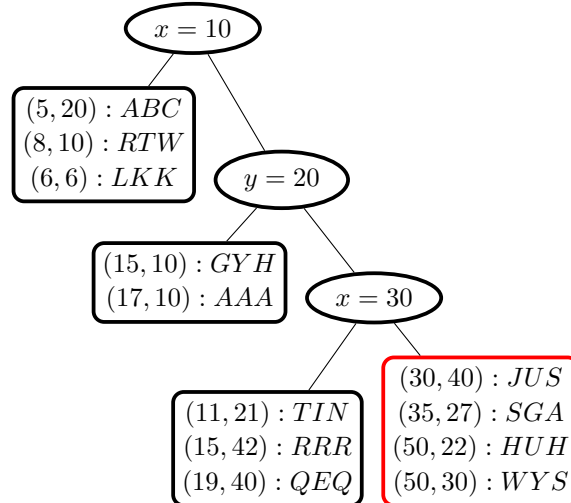 x = 10
(5, 20) : ABC
(8, 10) : RTW
(6, 6) : LKK
y = 20
(15, 10) : GYH
(17, 10) : AAA
x = 30
(11, 21) : TIN
(15, 42) : RRR
(19, 40) : QEQ
(30, 40) : JUS
(35, 27) : SGA
(50, 22) : HUH
(50, 30) : WYS